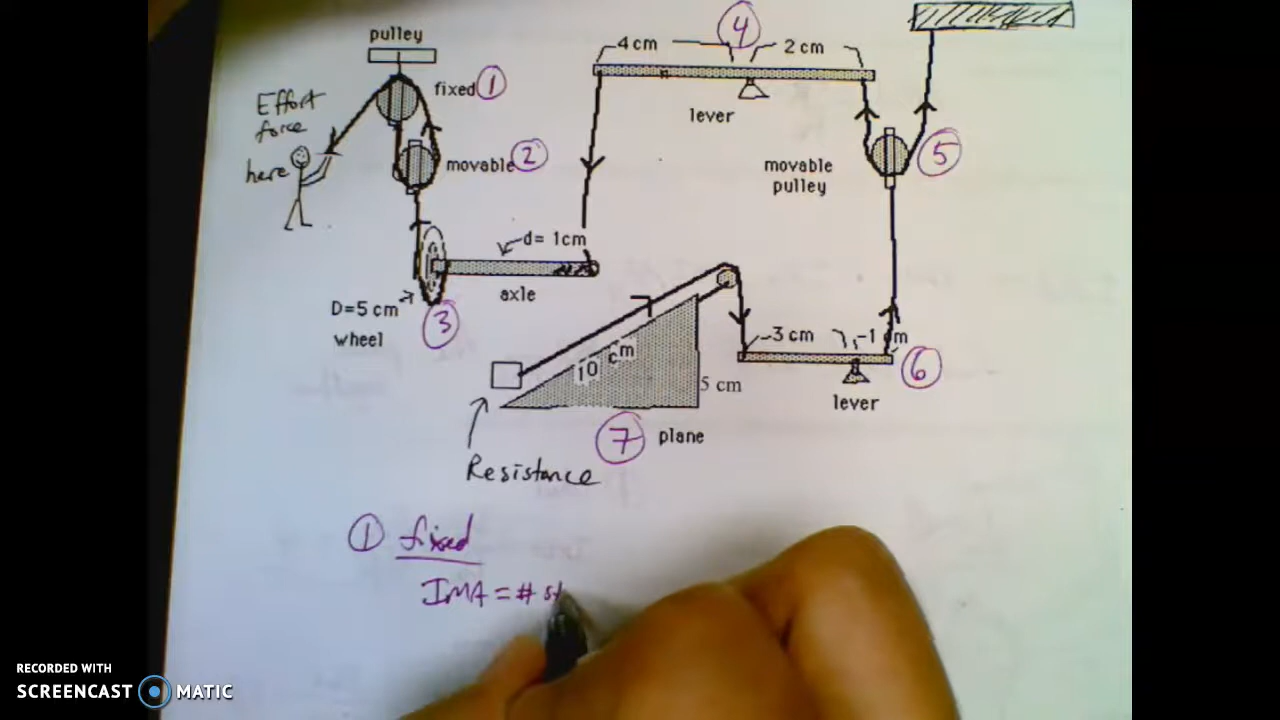 pulley
fixed 1
Effort
force
here
movable 2
d= 1cm
axle
D=5 cm
wheel
3
4 cm
4
2 cm
lever
movable
pulley
5
10 cm
5 cm
7
plane
-3 cm
-1 cm
6
lever
Resistance
1 fixed
IMA = # st
RECORDED WITH
SCREENCAST MATIC